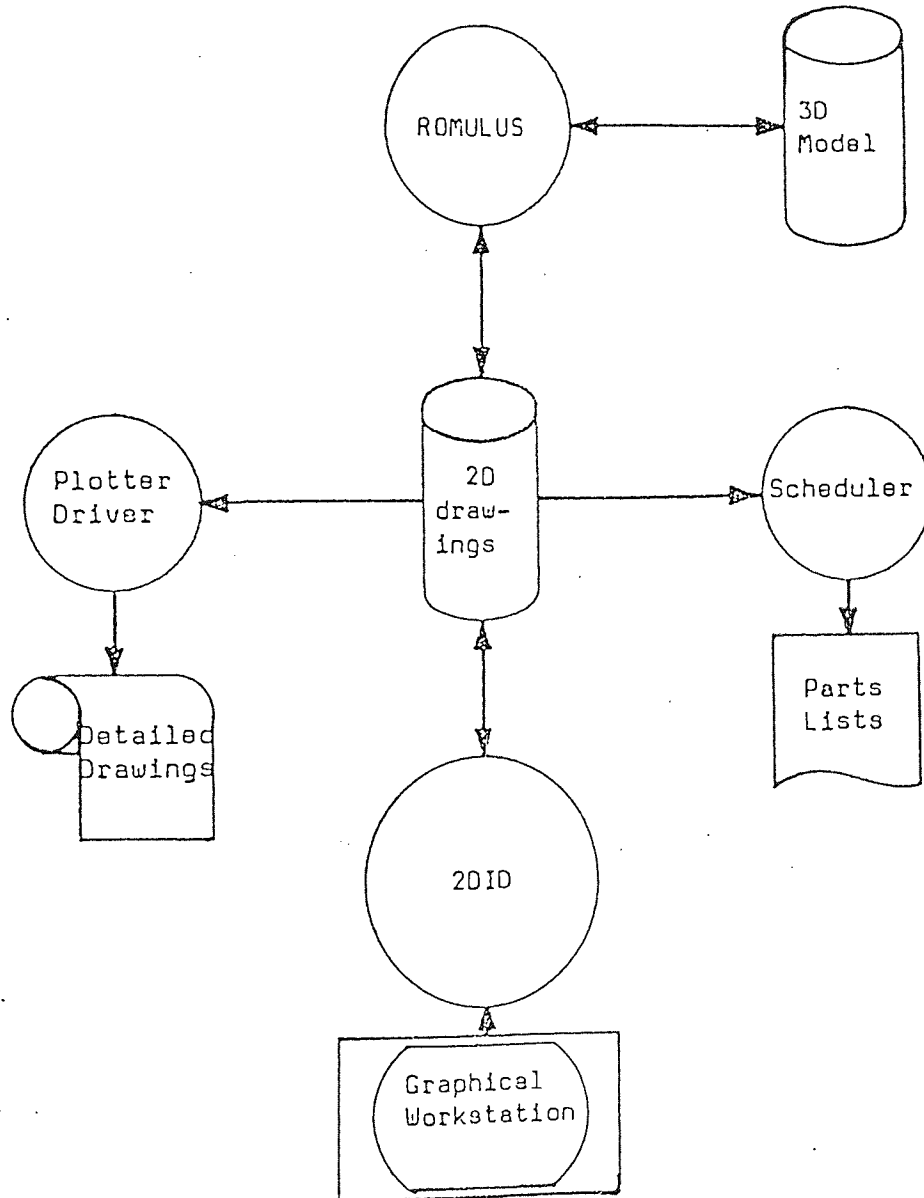 ROMULUS
3D
Model
Plotter
Driver
2D
draw-
ings
Scheduler
Detailed
Drawings
Parts
Lists
2DID
Graphical
Workstation